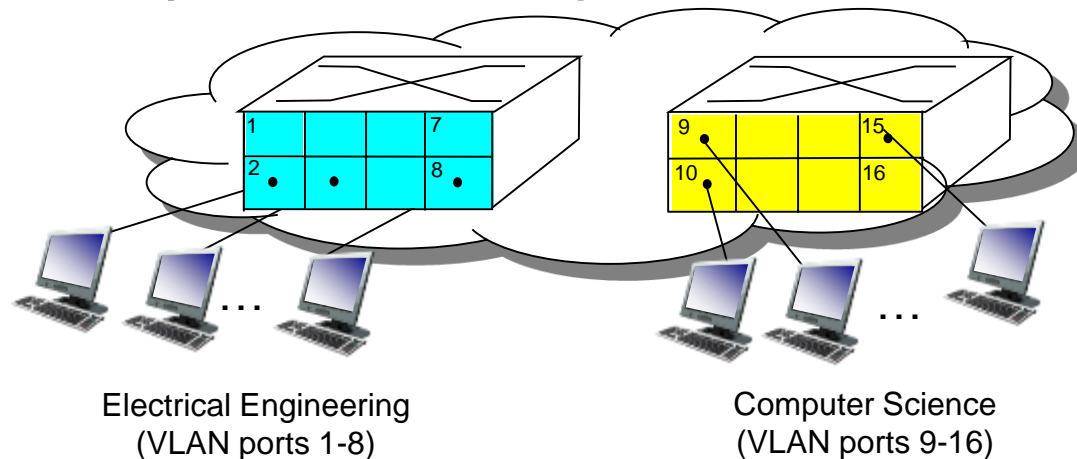 1
7
2
8
9
15
10
16
...
...
Electrical Engineering
(VLAN ports 1-8)
Computer Science
(VLAN ports 9-16)